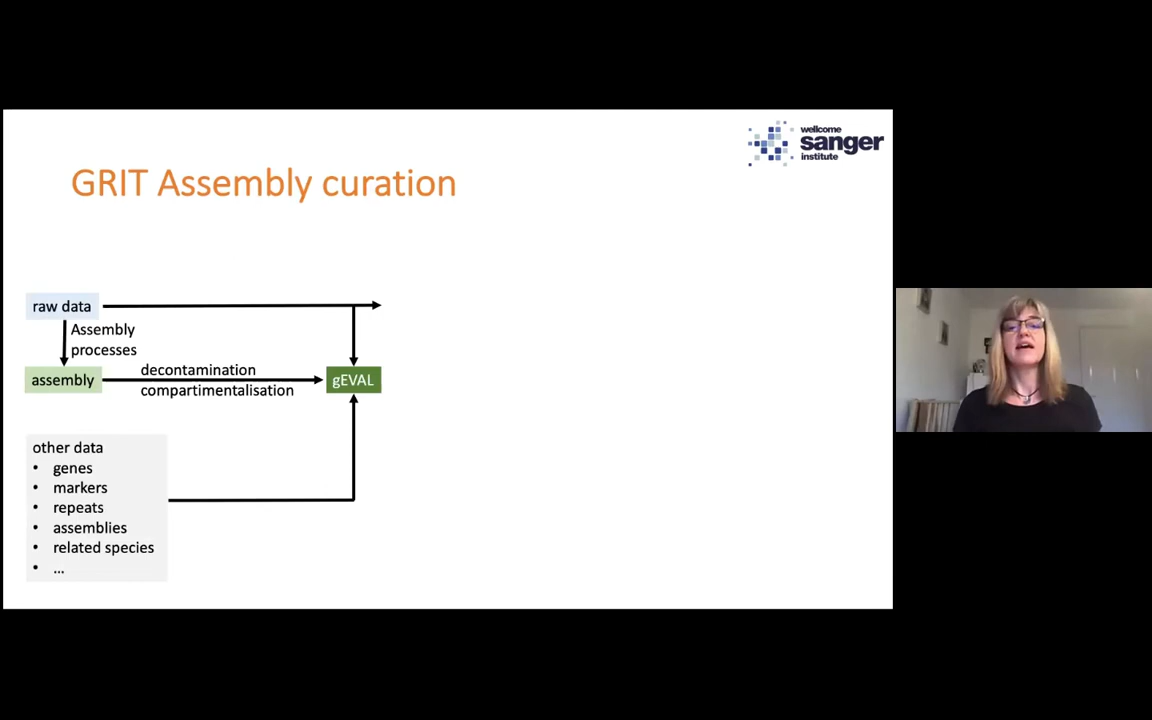 wellcome
sanger
institute
GRIT Assembly curation
raw data
Assembly
processes
assembly
decontamination
compartimentalisation
gEVAL
other data
• genes
• markers
• repeats
• assemblies
• related species
• ...